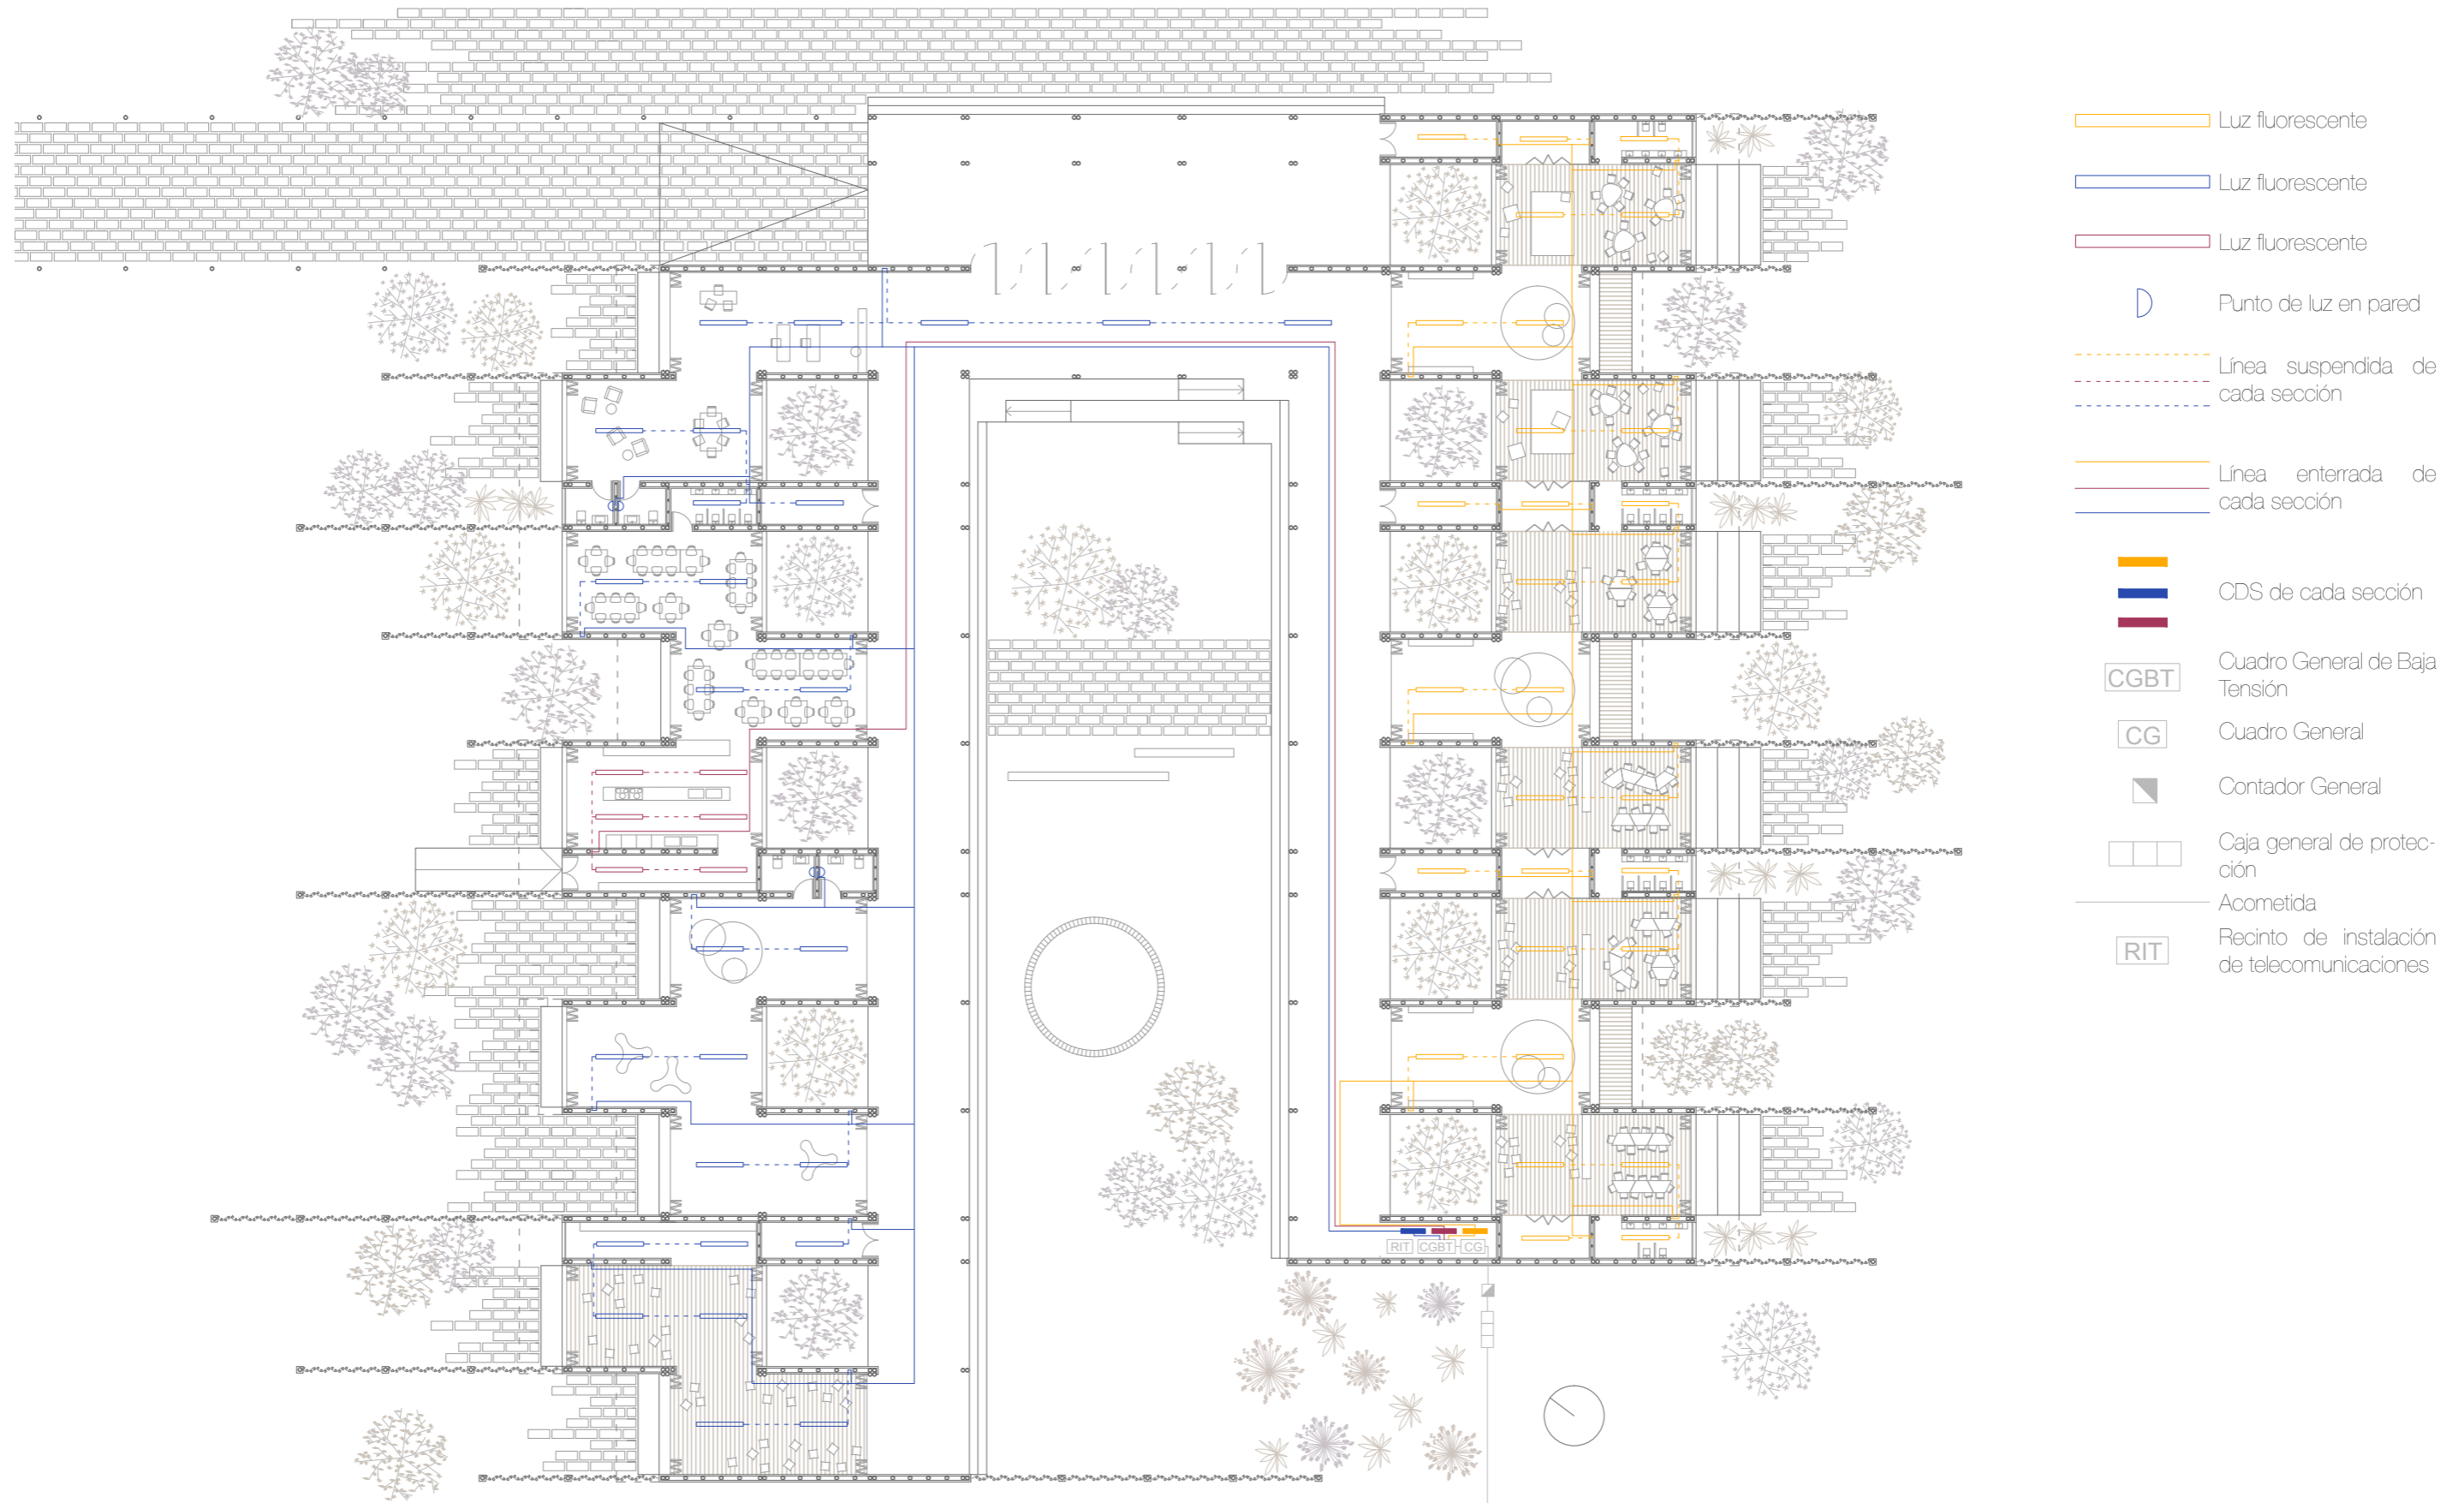 Luz fluorescente
Luz fluorescente
Luz fluorescente
Punto de luz en pared
Línea suspendida de
cada sección
Línea enterrada de
cada sección
CDS de cada sección
CGBT
Cuadro General de Baja
Tensión
CG
Cuadro General
Contador General
Caja general de protec-
ción
Acometida
RIT
Recinto de instalación
de telecomunicaciones
RIT CGBT CG